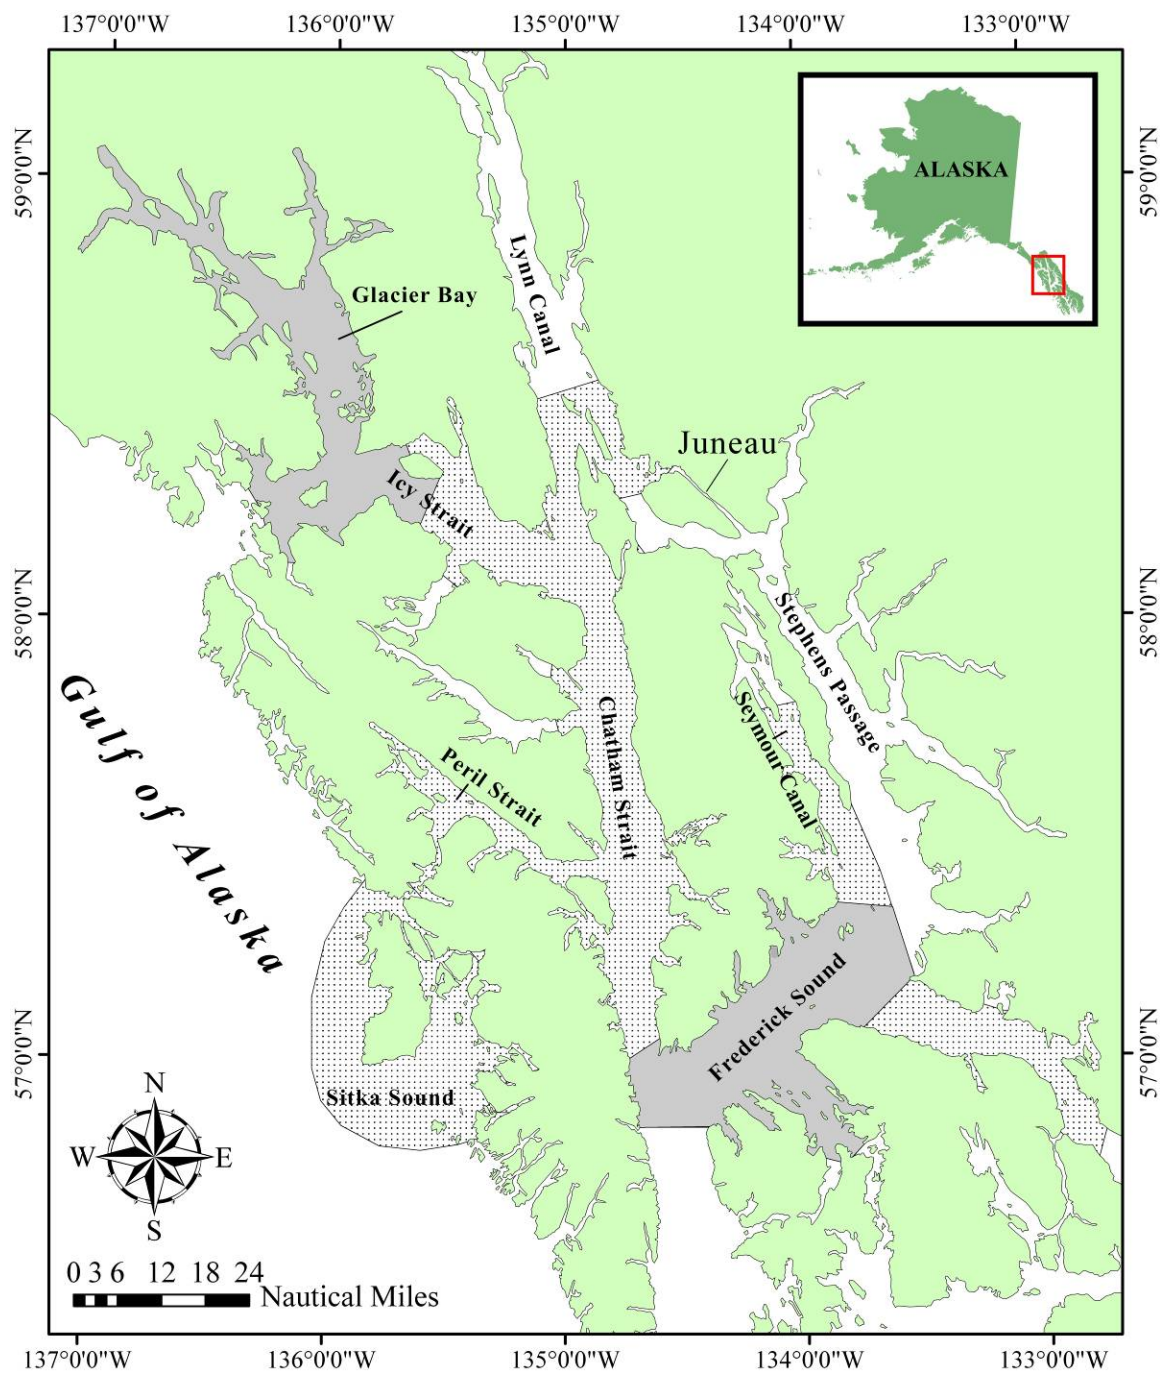 137°0'0"W 136°0'0"W 135°0'0"W 134°0'0"W 133°0'0"W
59°0'0"N
59°0'0"N
ALASKA
Lynn Canal
Glacier Bay
Juneau
Icy Strait
58°0'0"N
58°0'0"N
Stephens Passage
Gulf of Alaska
Seymour Canal
Chatham Strait
Peril Strait
Frederick Sound
57°0'0"N
57°0'0"N
Sitka Sound
N
W E
S
0 3 6 12 18 24
Nautical Miles
137°0'0"W 136°0'0"W 135°0'0"W 134°0'0"W 133°0'0"W